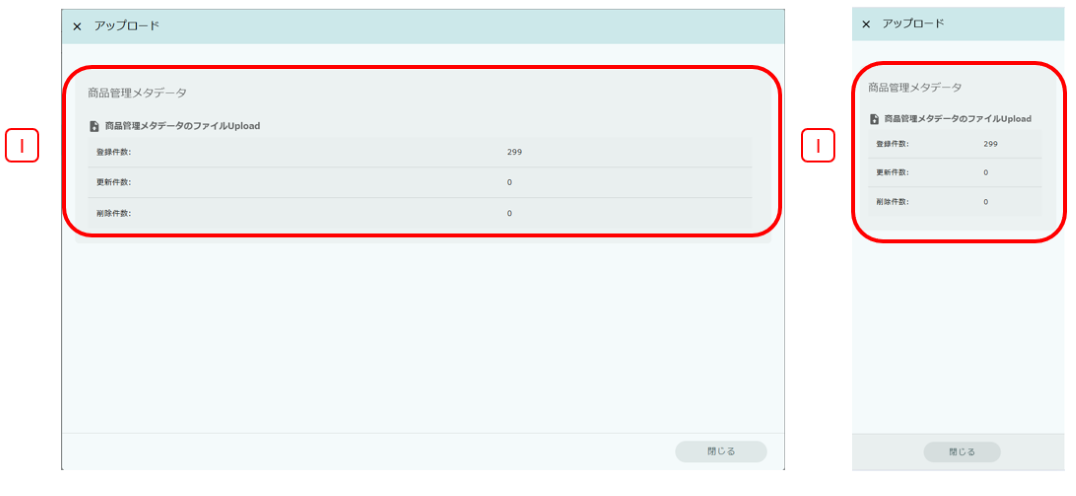 × アップロード
商品管理メタデータ
商品管理メタデータのファイルUpload
登録件数: 299
更新件数: 0
削除件数: 0
閉じる
I
× アップロード
商品管理メタデータ
商品管理メタデータのファイルUpload
登録件数: 299
更新件数: 0
削除件数: 0
閉じる
I